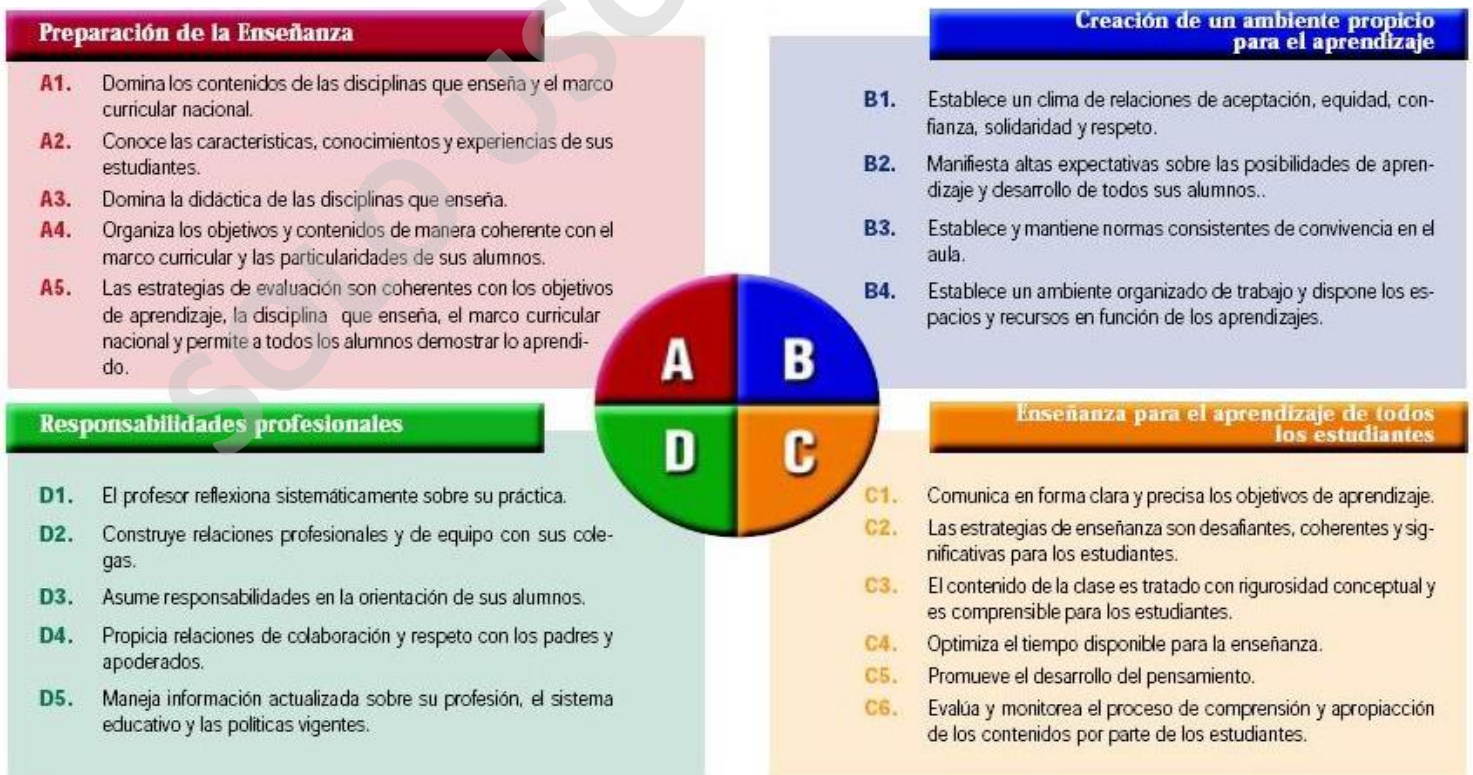 Preparación de la Enseñanza
A1. Domina los contenidos de las disciplinas que enseña y el marco
curricular nacional.
A2. Conoce las características, conocimientos y experiencias de sus
estudiantes.
A3. Domina la didáctica de las disciplinas que enseña.
A4. Organiza los objetivos y contenidos de manera coherente con el
marco curricular y las particularidades de sus alumnos.
A5. Las estrategias de evaluación son coherentes con los objetivos
de aprendizaje, la disciplina que enseña, el marco curricular
nacional y permite a todos los alumnos demostrar lo aprendi-
do.
Creación de un ambiente propicio
para el aprendizaje
B1. Establece un clima de relaciones de aceptación, equidad, con-
fianza, solidaridad y respeto.
B2. Manifiesta altas expectativas sobre las posibilidades de apren-
dizaje y desarrollo de todos sus alumnos..
B3. Establece y mantiene normas consistentes de convivencia en el
aula.
B4. Establece un ambiente organizado de trabajo y dispone los es-
pacios y recursos en función de los aprendizajes.
A B
D C
Responsabilidades profesionales
D1. El profesor reflexiona sistemáticamente sobre su práctica.
D2. Construye relaciones profesionales y de equipo con sus cole-
gas.
D3. Asume responsabilidades en la orientación de sus alumnos.
D4. Propicia relaciones de colaboración y respeto con los padres y
apoderados.
D5. Maneja información actualizada sobre su profesión, el sistema
educativo y las políticas vigentes.
Enseñanza para el aprendizaje de todos
los estudiantes
C1. Comunica en forma clara y precisa los objetivos de aprendizaje.
C2. Las estrategias de enseñanza son desafiantes, coherentes y sig-
nificativas para los estudiantes.
C3. El contenido de la clase es tratado con rigurosidad conceptual y
es comprensible para los estudiantes.
C4. Optimiza el tiempo disponible para la enseñanza.
C5. Promueve el desarrollo del pensamiento.
C6. Evalúa y monitorea el proceso de comprensión y apropiacción
de los contenidos por parte de los estudiantes.
SOLO USO